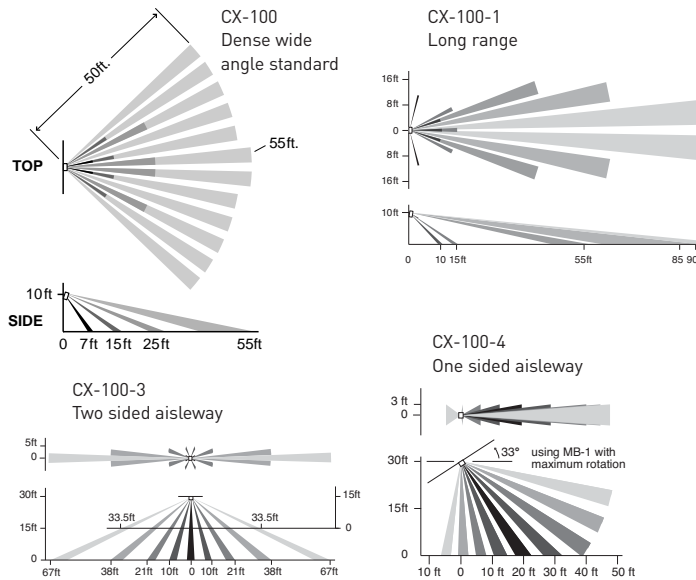 CX-100
Dense wide
angle standard
50ft.
55ft.
TOP
10ft
SIDE
0 7ft 15ft 25ft 55ft
CX-100-1
Long range
16ft
8ft
0
8ft
16ft
10ft
0 10 15ft 55ft 85 90
CX-100-3
Two sided aisleway
5ft
0
30ft
15ft
0
33.5ft 33.5ft
15ft
0
67ft 38ft 21ft 10ft 0 10ft 21ft 38ft 67ft
CX-100-4
One sided aisleway
3 ft
0
33° using MB-1 with
maximum rotation
30ft
15ft
0
10 ft 0 10 ft 20 ft 30 ft 40 ft 50 ft